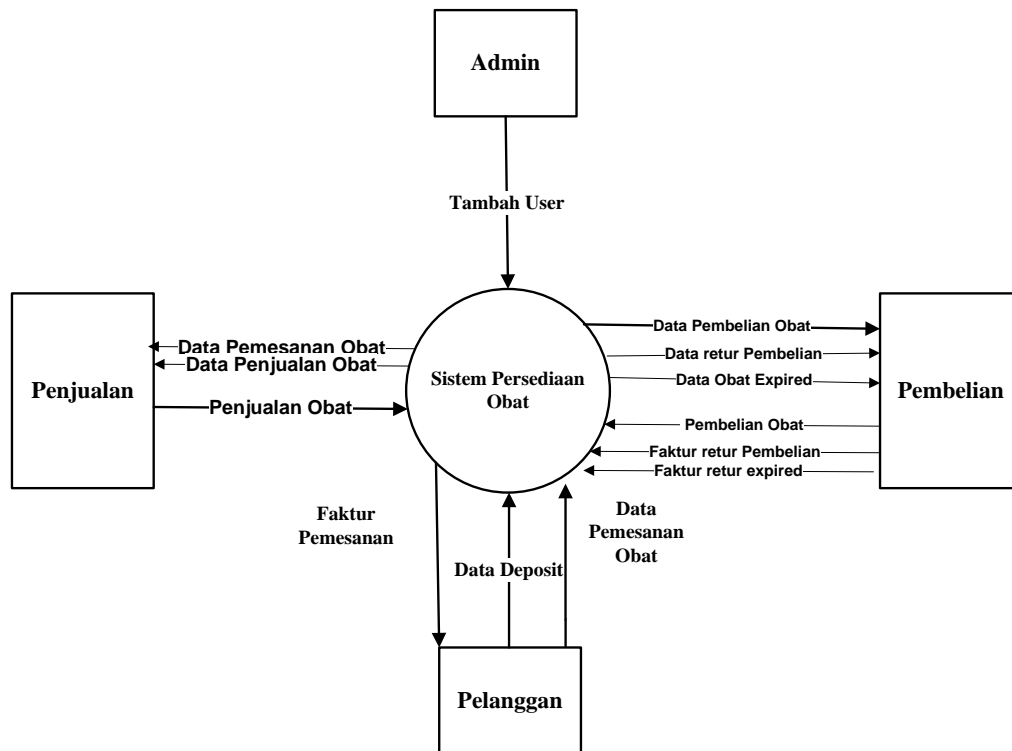 Admin
Tambah User
Data Pembelian Obat
Data Pemesanan Obat
Data retur Pembelian
Data Penjualan Obat
Sistem Persediaan
Obat
Data Obat Expired
Penjualan
Pembelian
Penjualan Obat
Pembelian Obat
Faktur retur Pembelian
Faktur retur expired
Faktur
Pemesanan
Data
Pemesanan
Obat
Data Deposit
Pelanggan